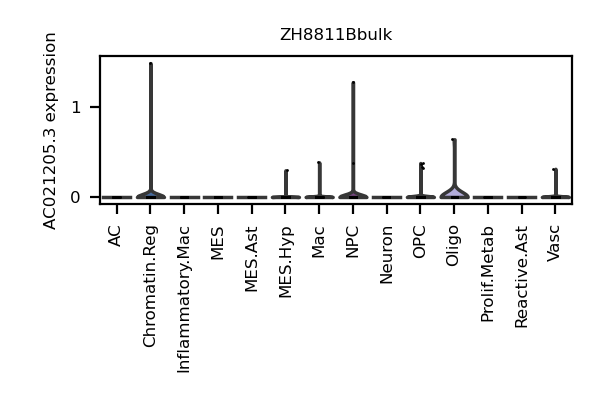 ZH8811Bbulk
AC021205.3 expression
1
0
AC
Chromatin.Reg
Inflammatory.Mac
MES
MES.Ast
MES.Hyp
Mac
NPC
Neuron
OPC
Oligo
Prolif.Metab
Reactive.Ast
Vasc